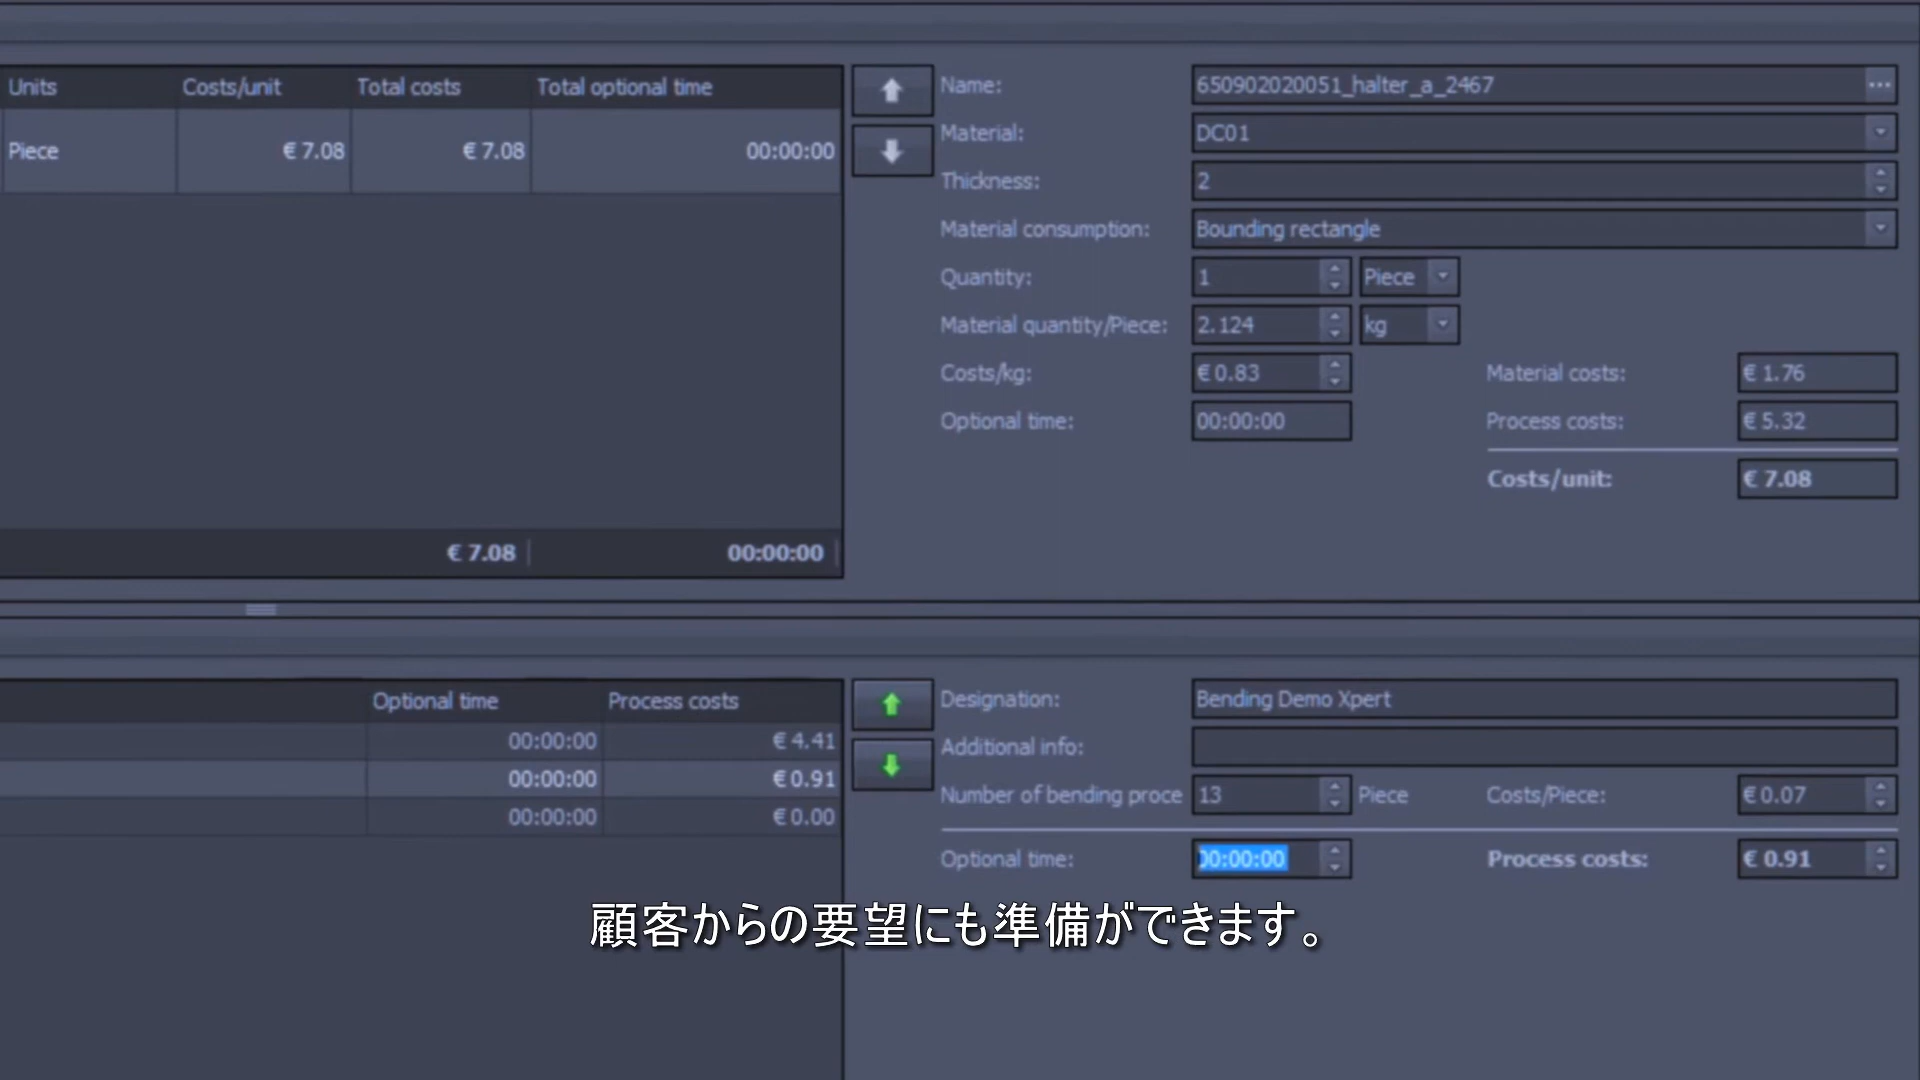 Units Costs/unit Total costs Total optional time
Piece € 7.08 € 7.08 00:00:00
€ 7.08 00:00:00
Name: 650902020051_halter_a_2467 ...
Material: DC01
Thickness: 2
Material consumption: Bounding rectangle
Quantity: 1 Piece
Material quantity/Piece: 2.124 kg
Costs/kg: € 0.83 Material costs: € 1.76
Optional time: 00:00:00 Process costs: € 5.32
Costs/unit: € 7.08
Optional time Process costs
00:00:00 € 4.41
00:00:00 € 0.91
00:00:00 € 0.00
Designation: Bending Demo Xpert
Additional info:
Number of bending proce 13 Piece Costs/Piece: € 0.07
Optional time: 00:00:00 Process costs: € 0.91
顧客からの要望にも準備ができます。